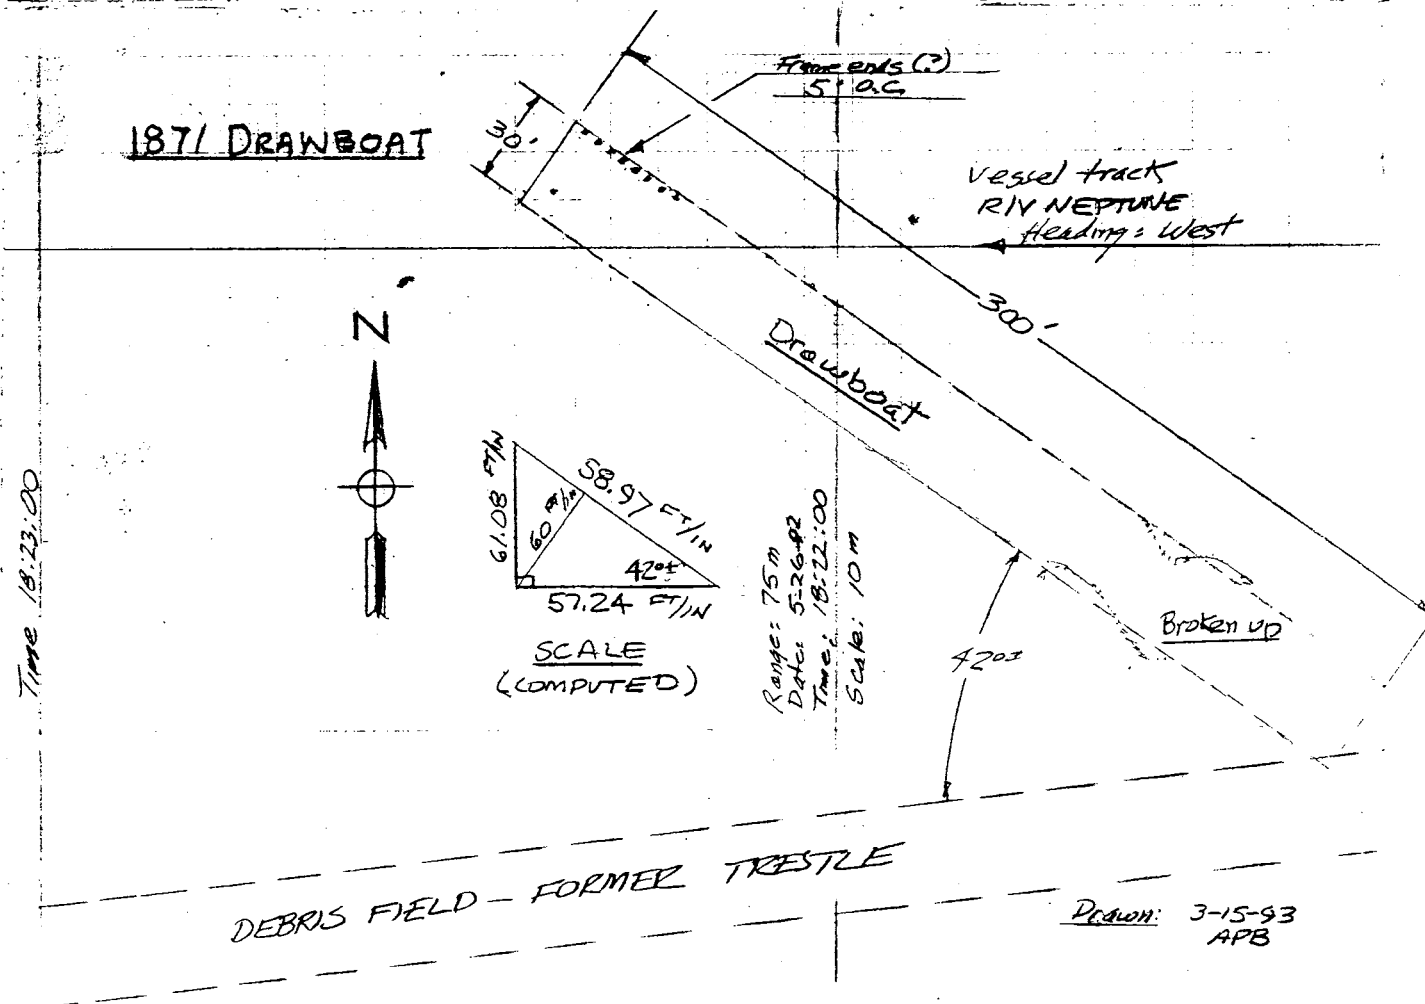 1871 DRAWBOAT
30'
Frame ends (?)
5' O.C.
Vessel track
R/V NEPTUNE
Heading: West
300'
N
Drawboat
Time 18:23:00
61.08 FT/IN
60 FT/IN
58.97 FT/IN
42°±
57.24 FT/IN
SCALE
(COMPUTED)
Range: 75 m
Date: 5-26-92
Time: 18:22:00
Scale: 10 m
42°±
Broken up
DEBRIS FIELD - FORMER TRESTLE
Drawn: 3-15-93
APB